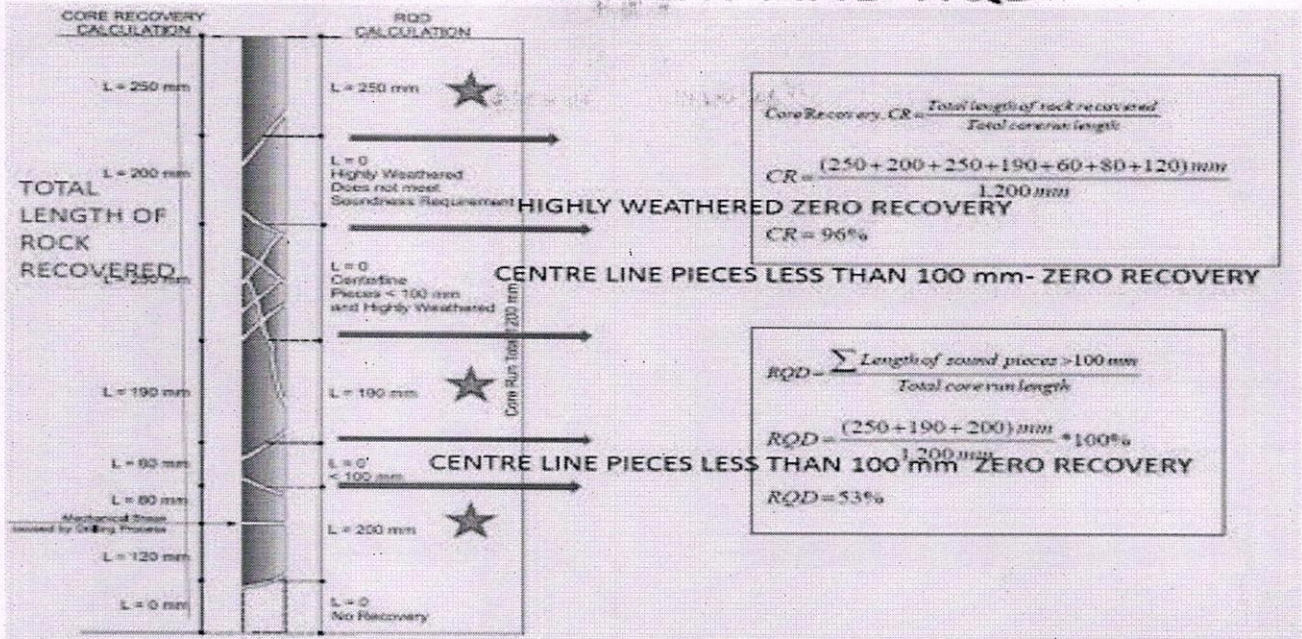 CORE RECOVERY
CALCULATION
RQD
CALCULATION
L = 250 mm
L = 250 mm
L = 200 mm
L = 0
Highly Weathered
Does not meet
Soundness Requirement
TOTAL
LENGTH OF
ROCK
RECOVERED
HIGHLY WEATHERED ZERO RECOVERY
L = 250 mm
L = 0
Centerline
Pieces < 100 mm
and Highly Weathered
CENTRE LINE PIECES LESS THAN 100 mm- ZERO RECOVERY
Core Run Total 1200 mm
L = 190 mm
L = 190 mm
L = 60 mm
L = 0
< 100 mm
CENTRE LINE PIECES LESS THAN 100 mm ZERO RECOVERY
L = 80 mm
Mechanical Break
caused by Drilling Process
L = 200 mm
L = 120 mm
L = 0 mm
L = 0
No Recovery
Core Recovery, CR = Total length of rock recovered
Total core run length
CR = (250+200+250+190+60+80+120) mm
1,200 mm
CR = 96%
RQD = ∑ Length of sound pieces >100 mm
Total core run length
RQD = (250+190+200) mm *100%
1,200 mm
RQD = 53%